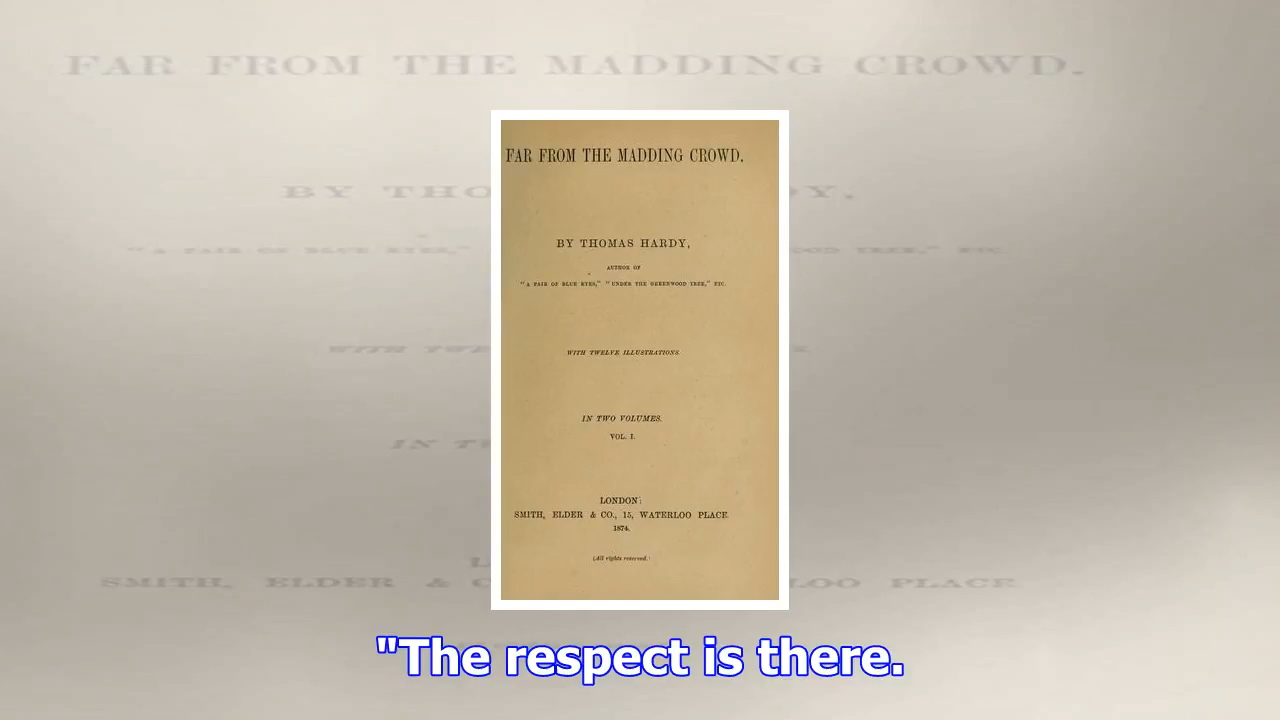 FAR FROM THE MADDING CROWD.
BY THOMAS HARDY,
AUTHOR OF
"A PAIR OF BLUE EYES," "UNDER THE GREENWOOD TREE," ETC.
WITH TWELVE ILLUSTRATIONS.
IN TWO VOLUMES.
VOL. I.
LONDON:
SMITH, ELDER & CO., 15, WATERLOO PLACE.
1874.
(All rights reserved.)
"The respect is there.